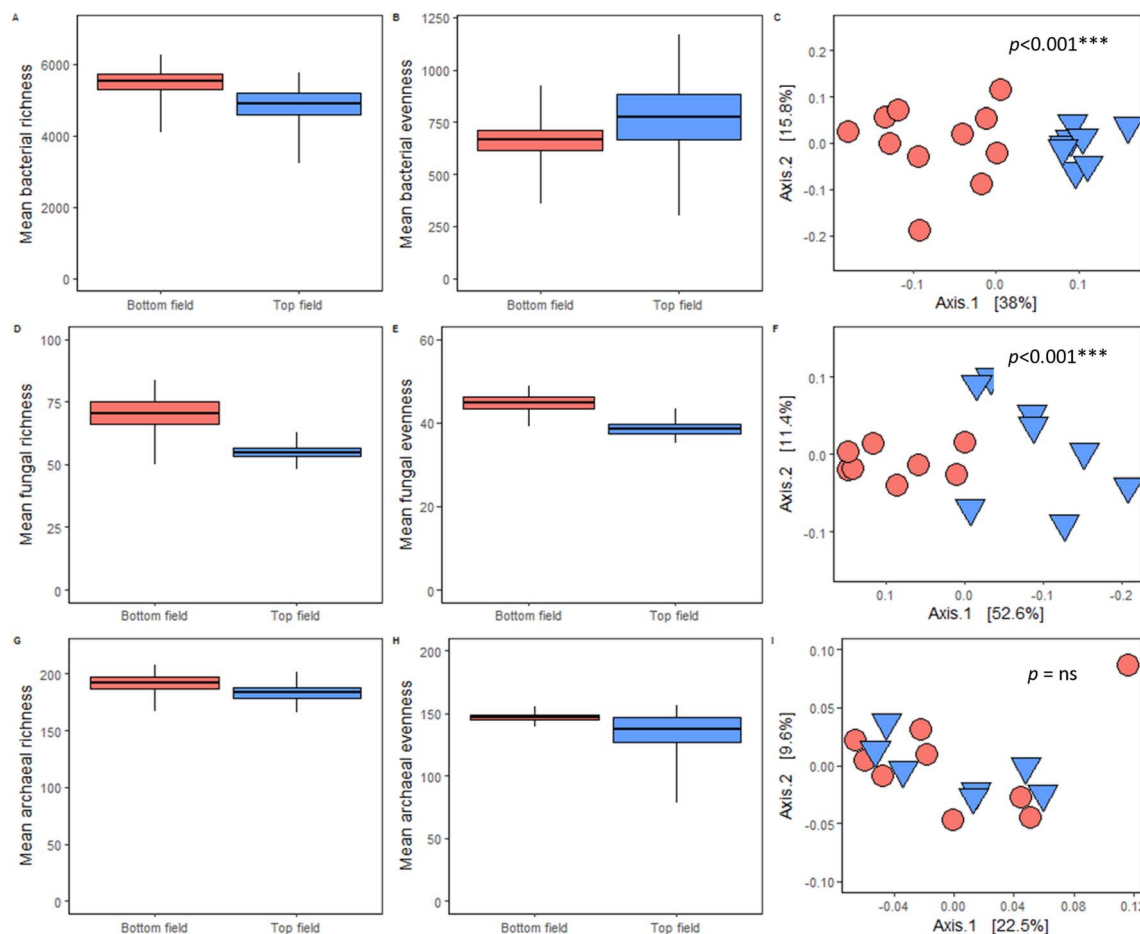 A
Mean bacterial richness
6000
4000
2000
0
Bottom field
Top field
B
Mean bacterial evenness
1250
1000
750
500
250
0
Bottom field
Top field
C
p<0.001***
Axis.2 [15.8%]
0.2
0.1
0.0
-0.1
-0.2
-0.1
0.0
0.1
Axis.1 [38%]
D
Mean fungal richness
100
75
50
25
0
Bottom field
Top field
E
Mean fungal evenness
60
40
20
0
Bottom field
Top field
F
p<0.001***
Axis.2 [11.4%]
0.1
0.0
-0.1
0.1
0.0
-0.1
-0.2
Axis.1 [52.6%]
G
Mean archaeal richness
200
150
100
50
0
Bottom field
Top field
H
Mean archaeal evenness
200
150
100
50
0
Bottom field
Top field
I
p = ns
Axis.2 [9.6%]
0.10
0.05
0.00
-0.05
-0.10
-0.04
0.00
0.04
0.08
0.12
Axis.1 [22.5%]